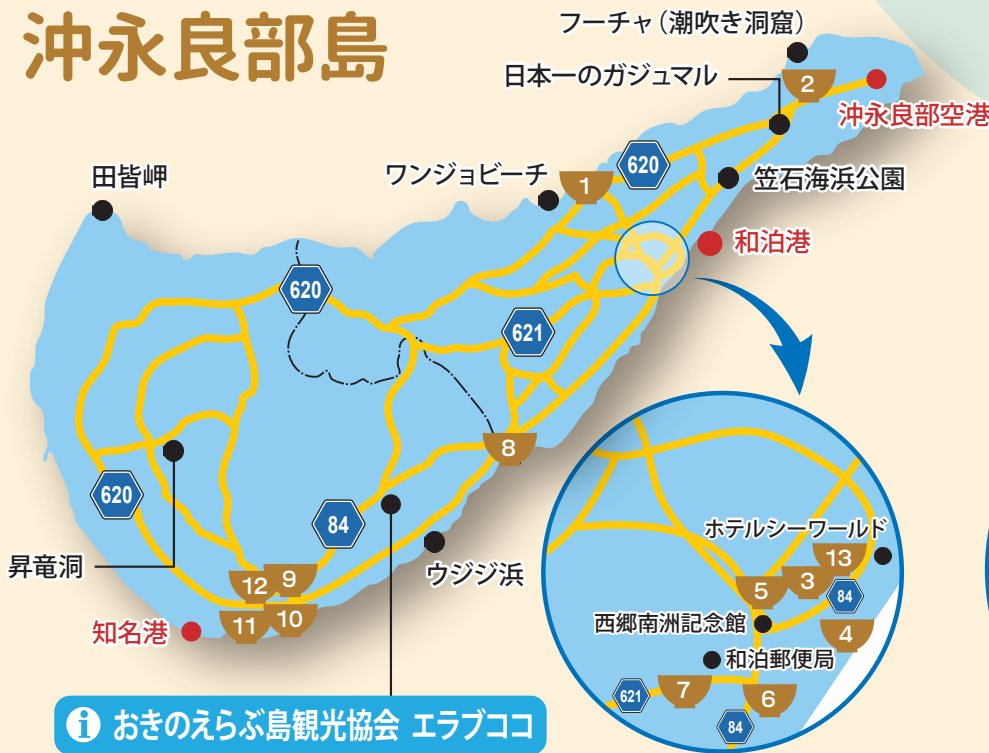 沖永良部島
フーチャ（潮吹き洞窟）
日本一のガジュマル
2
沖永良部空港
田皆岬
ワンジョビーチ
1
620
笠石海浜公園
和泊港
620
621
8
620
84
昇竜洞
ウジジ浜
12
9
11
10
知名港
ホテルシーワールド
13
3
5
84
西郷南洲記念館
4
和泊郵便局
621
7
6
84
i おきのえらぶ島観光協会 エラブココ